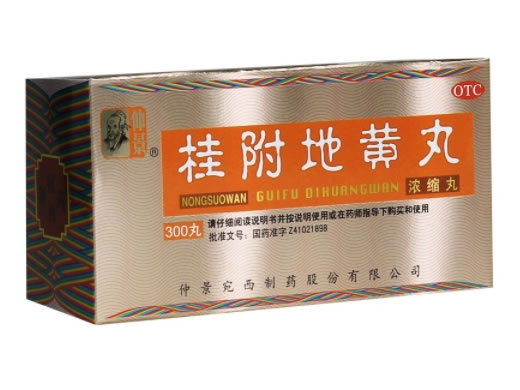 OTC
仲景®
桂附地黄丸
NONGSUOWAN GUIFU DIHUANGWAN 浓缩丸
300丸
请仔细阅读说明书并按说明使用或在药师指导下购买和使用
批准文号：国药准字Z41021898
仲景宛西制药股份有限公司